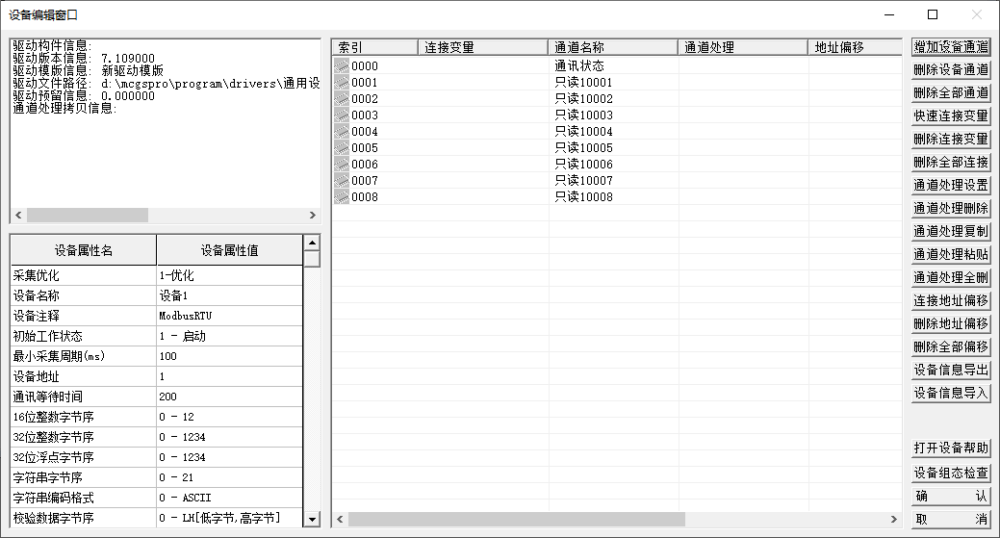 设备编辑窗口
驱动构件信息:
驱动版本信息: 7.109000
驱动模版信息: 新驱动模版
驱动文件路径: d:\mcgspro\program\drivers\通用设
驱动预留信息: 0.000000
通道处理拷贝信息:
设备属性名 设备属性值
采集优化 1-优化
设备名称 设备1
设备注释 ModbusRTU
初始工作状态 1 - 启动
最小采集周期(ms) 100
设备地址 1
通讯等待时间 200
16位整数字节序 0 - 12
32位整数字节序 0 - 1234
32位浮点字节序 0 - 1234
字符串字节序 0 - 21
字符串编码格式 0 - ASCII
校验数据字节序 0 - LH[低字节,高字节]
索引 连接变量 通道名称 通道处理 地址偏移
0000 通讯状态
0001 只读10001
0002 只读10002
0003 只读10003
0004 只读10004
0005 只读10005
0006 只读10006
0007 只读10007
0008 只读10008
增加设备通道
删除设备通道
删除全部通道
快速连接变量
删除连接变量
删除全部连接
通道处理设置
通道处理删除
通道处理复制
通道处理粘贴
通道处理全删
连接地址偏移
删除地址偏移
删除全部偏移
设备信息导出
设备信息导入
打开设备帮助
设备组态检查
确 认
取 消